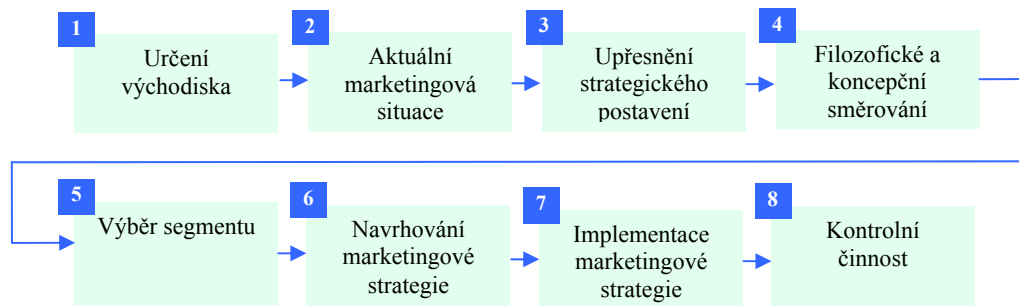 1
Určení
východiska
2
Aktuální
marketingová
situace
3
Upřesnění
strategického
postavení
4
Filozofické a
koncepční
směrování
5
Výběr segmentu
6
Navrhování
marketingové
strategie
7
Implementace
marketingové
strategie
8
Kontrolní
činnost